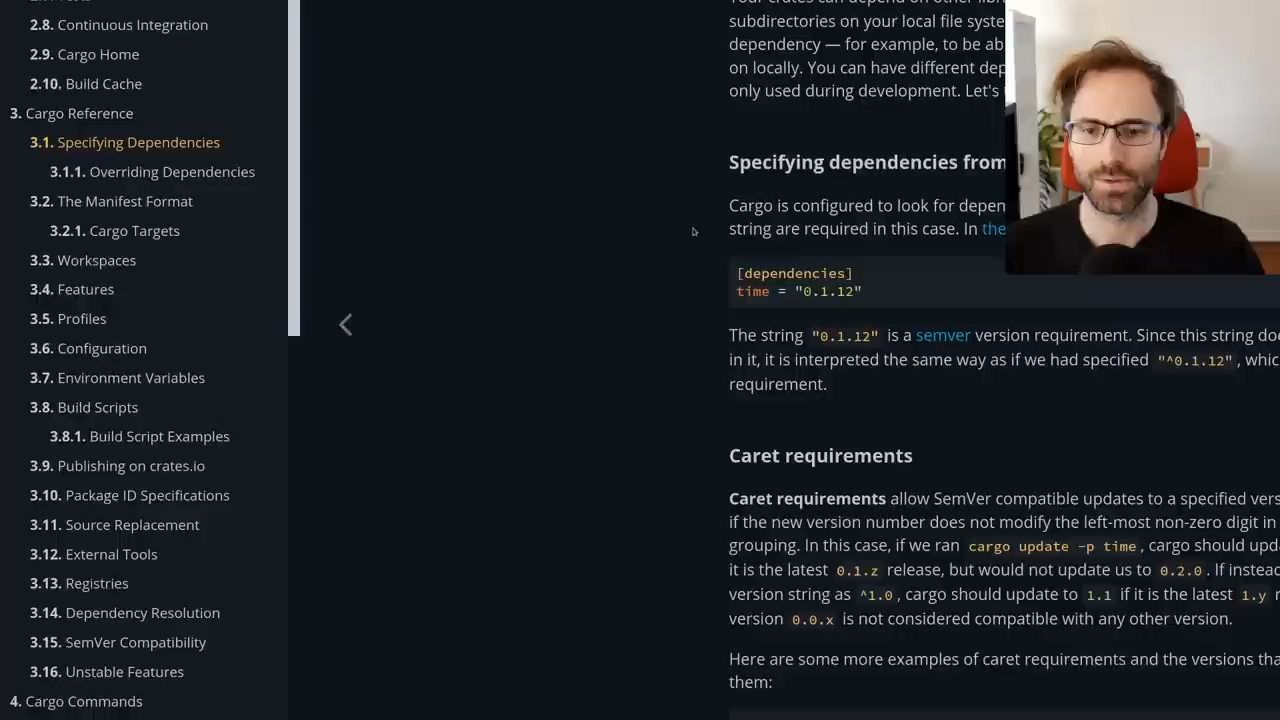 2.8. Continuous Integration
2.9. Cargo Home
2.10. Build Cache
3. Cargo Reference
3.1. Specifying Dependencies
3.1.1. Overriding Dependencies
3.2. The Manifest Format
3.2.1. Cargo Targets
3.3. Workspaces
3.4. Features
3.5. Profiles
3.6. Configuration
3.7. Environment Variables
3.8. Build Scripts
3.8.1. Build Script Examples
3.9. Publishing on crates.io
3.10. Package ID Specifications
3.11. Source Replacement
3.12. External Tools
3.13. Registries
3.14. Dependency Resolution
3.15. SemVer Compatibility
3.16. Unstable Features
4. Cargo Commands
subdirectories on your local file syste
dependency — for example, to be ab
on locally. You can have different dep
only used during development. Let's
Specifying dependencies from
Cargo is configured to look for depen
string are required in this case. In the
[dependencies]
time = "0.1.12"
The string "0.1.12" is a semver version requirement. Since this string do
in it, it is interpreted the same way as if we had specified "^0.1.12", whic
requirement.
Caret requirements
Caret requirements allow SemVer compatible updates to a specified vers
if the new version number does not modify the left-most non-zero digit in
grouping. In this case, if we ran cargo update -p time, cargo should upd
it is the latest 0.1.z release, but would not update us to 0.2.0. If instea
version string as ^1.0, cargo should update to 1.1 if it is the latest 1.y r
version 0.0.x is not considered compatible with any other version.
Here are some more examples of caret requirements and the versions tha
them: